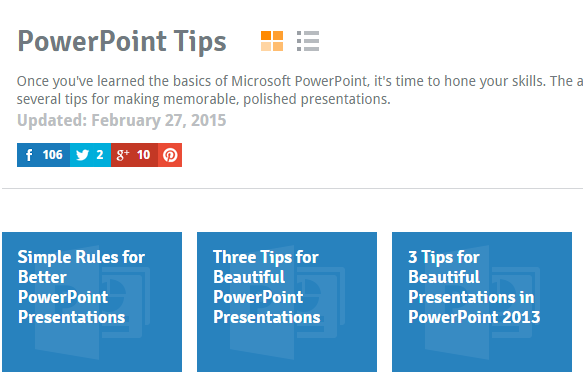 PowerPoint Tips
Once you've learned the basics of Microsoft PowerPoint, it's time to hone your skills. The a
several tips for making memorable, polished presentations.
Updated: February 27, 2015
f 106
2
g+ 10
Simple Rules for
Better
PowerPoint
Presentations
Three Tips for
Beautiful
PowerPoint
Presentations
3 Tips for
Beautiful
Presentations in
PowerPoint 2013